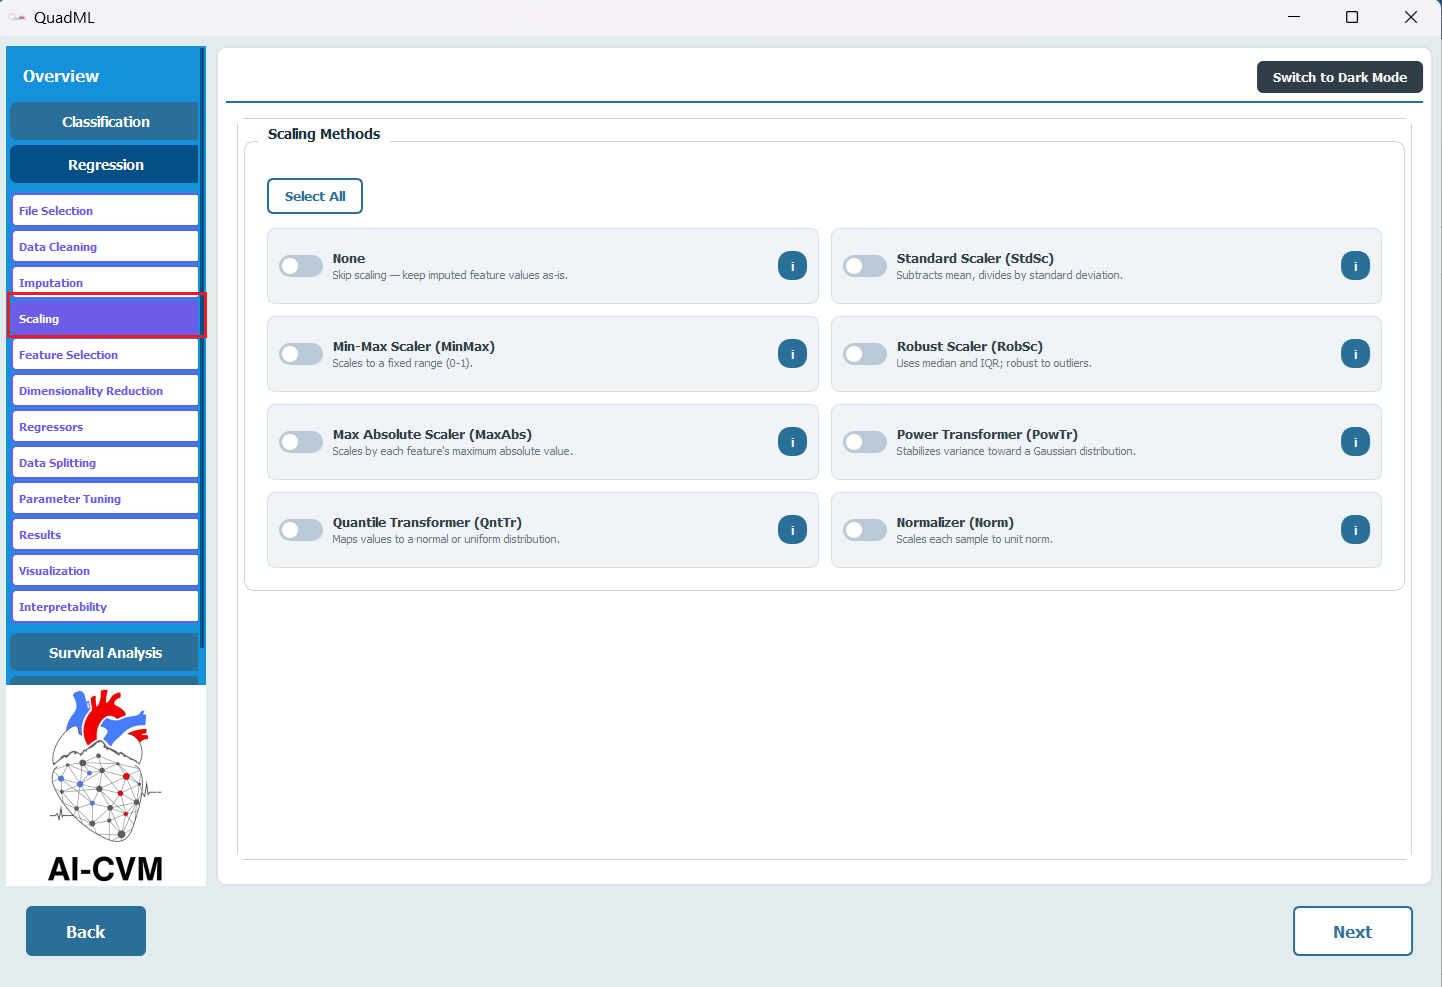 QuadML
Overview
Classification
Regression
File Selection
Data Cleaning
Imputation
Scaling
Feature Selection
Dimensionality Reduction
Regressors
Data Splitting
Parameter Tuning
Results
Visualization
Interpretability
Survival Analysis
AI-CVM
Back
Switch to Dark Mode
Scaling Methods
Select All
None
Skip scaling — keep imputed feature values as-is.
i
Standard Scaler (StdSc)
Subtracts mean, divides by standard deviation.
i
Min-Max Scaler (MinMax)
Scales to a fixed range (0-1).
i
Robust Scaler (RobSc)
Uses median and IQR; robust to outliers.
i
Max Absolute Scaler (MaxAbs)
Scales by each feature's maximum absolute value.
i
Power Transformer (PowTr)
Stabilizes variance toward a Gaussian distribution.
i
Quantile Transformer (QntTr)
Maps values to a normal or uniform distribution.
i
Normalizer (Norm)
Scales each sample to unit norm.
i
Next